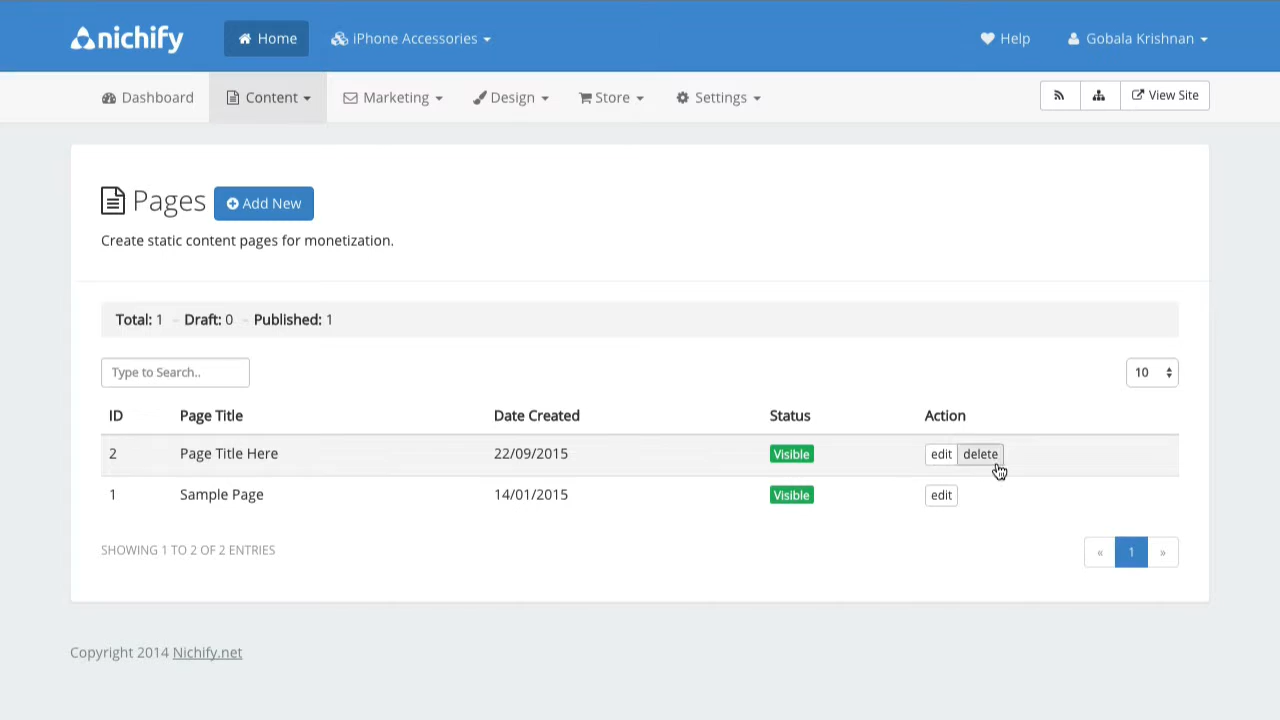 nichify Home iPhone Accessories Help Gobala Krishnan
Dashboard Content Marketing Design Store Settings View Site
Pages Add New
Create static content pages for monetization.
Total: 1 – Draft: 0 – Published: 1
Type to Search.. 10
ID Page Title Date Created Status Action
2 Page Title Here 22/09/2015 Visible edit delete
1 Sample Page 14/01/2015 Visible edit
SHOWING 1 TO 2 OF 2 ENTRIES « 1 »
Copyright 2014 Nichify.net